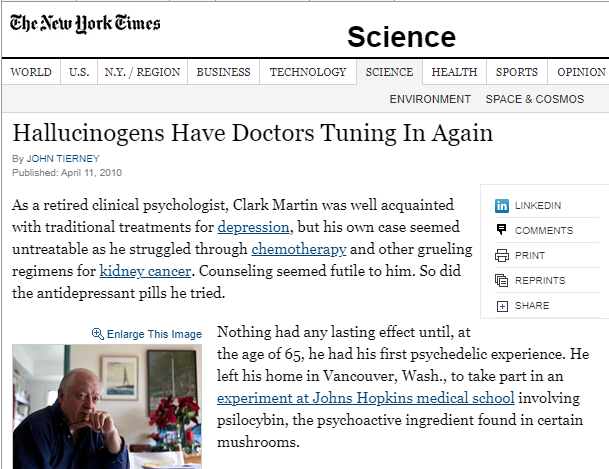 The New York Times
Science
WORLD U.S. N.Y. / REGION BUSINESS TECHNOLOGY SCIENCE HEALTH SPORTS OPINION
ENVIRONMENT SPACE & COSMOS
Hallucinogens Have Doctors Tuning In Again
By JOHN TIERNEY
Published: April 11, 2010
As a retired clinical psychologist, Clark Martin was well acquainted
with traditional treatments for depression, but his own case seemed
untreatable as he struggled through chemotherapy and other grueling
regimens for kidney cancer. Counseling seemed futile to him. So did
the antidepressant pills he tried.
LINKEDIN
COMMENTS
PRINT
REPRINTS
SHARE
Enlarge This Image
Nothing had any lasting effect until, at
the age of 65, he had his first psychedelic experience. He
left his home in Vancouver, Wash., to take part in an
experiment at Johns Hopkins medical school involving
psilocybin, the psychoactive ingredient found in certain
mushrooms.